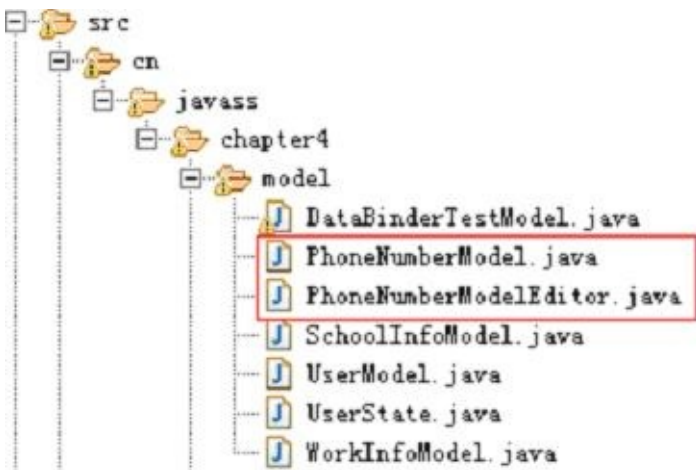 src
cn
javass
chapter4
model
DataBinderTestModel.java
PhoneNumberModel.java
PhoneNumberModelEditor.java
SchoolInfoModel.java
UserModel.java
UserState.java
WorkInfoModel.java